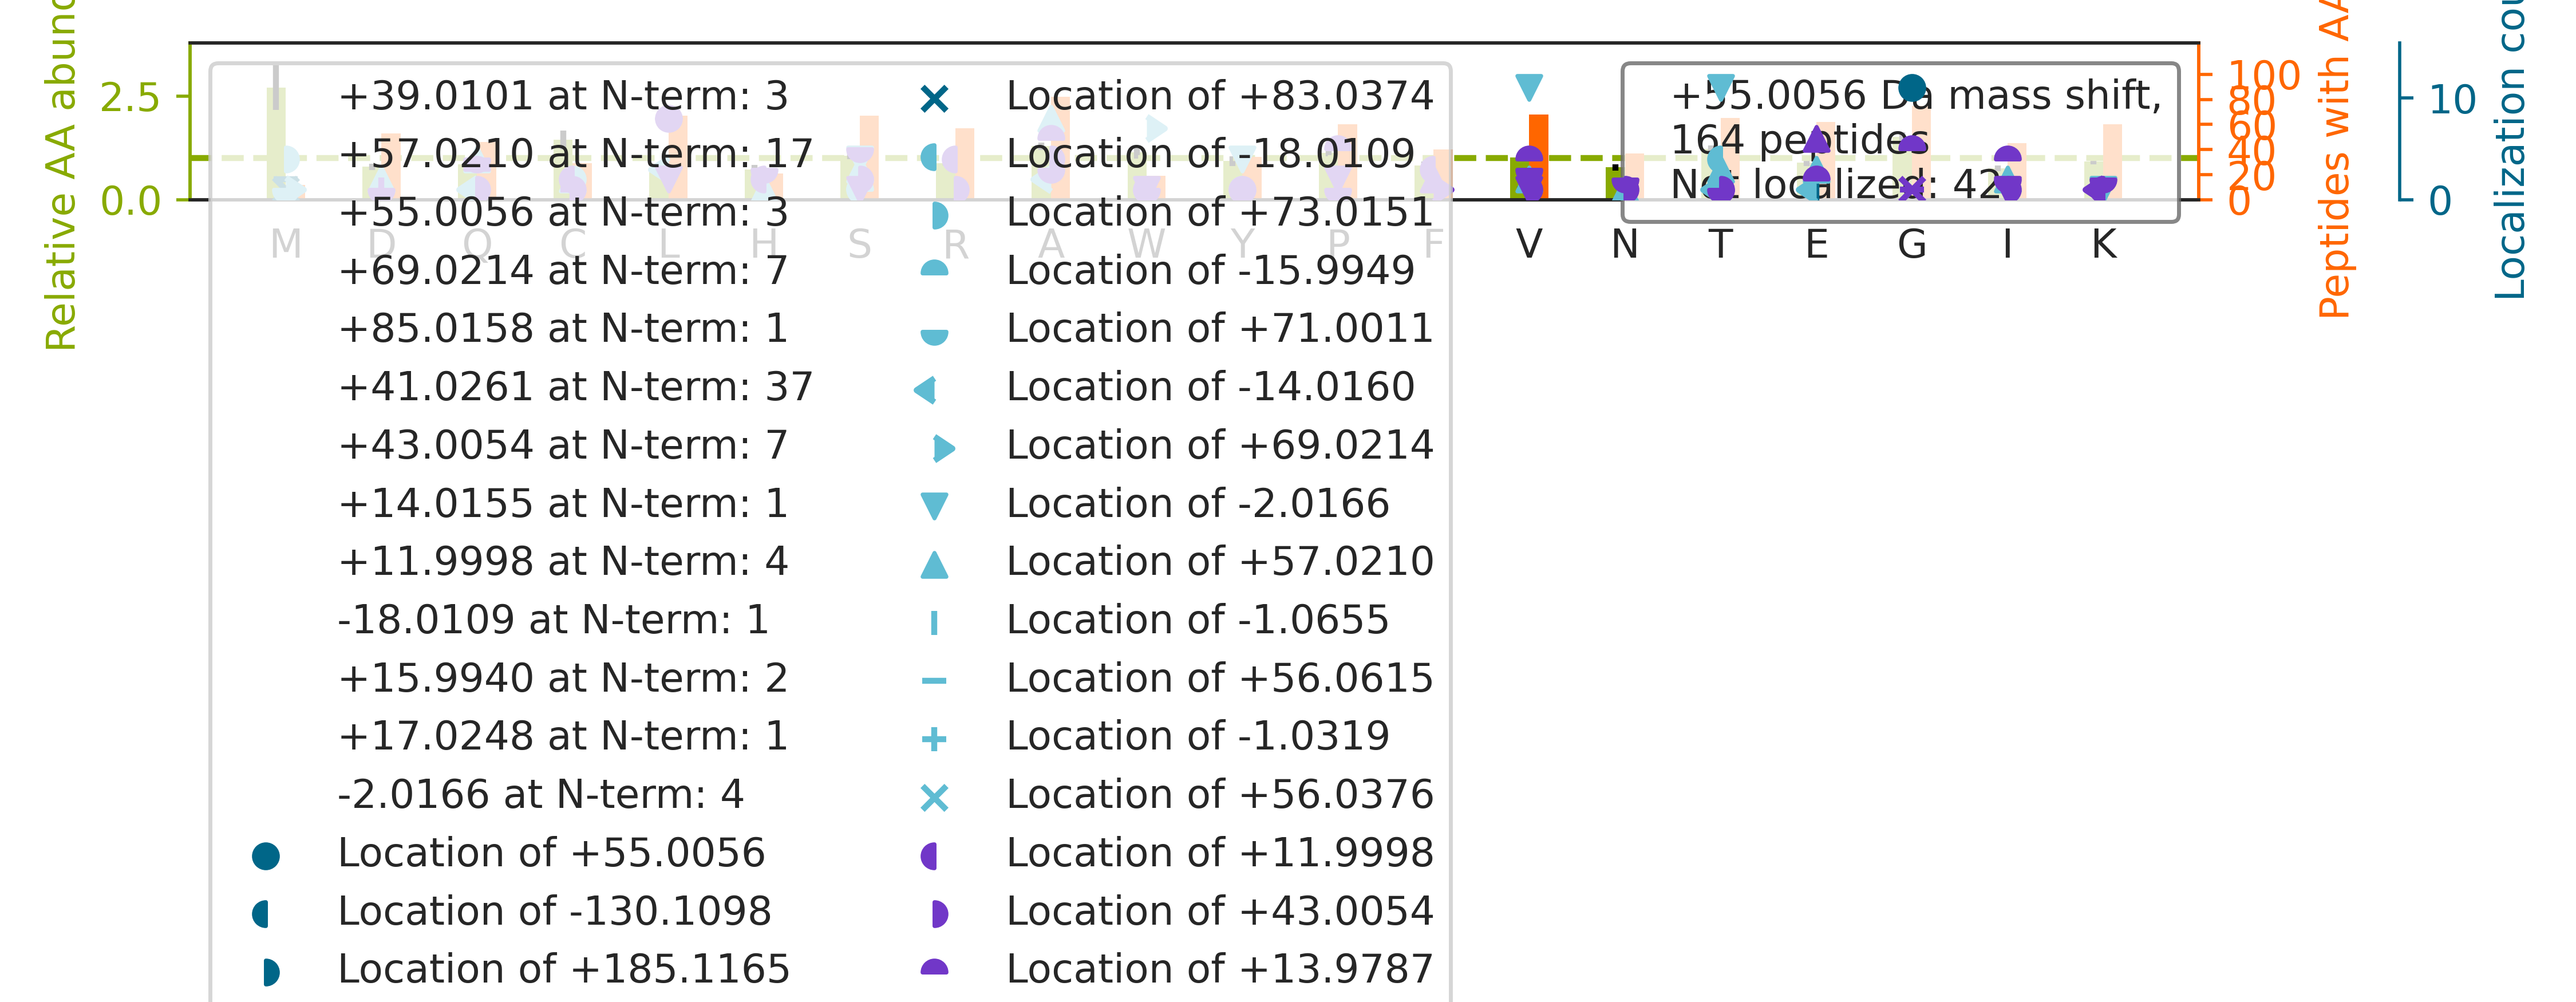 Relative AA abund
2.5
0.0
+39.0101 at N-term: 3
+57.0210 at N-term: 17
+55.0056 at N-term: 3
+69.0214 at N-term: 7
+85.0158 at N-term: 1
+41.0261 at N-term: 37
+43.0054 at N-term: 7
+14.0155 at N-term: 1
+11.9998 at N-term: 4
-18.0109 at N-term: 1
+15.9940 at N-term: 2
+17.0248 at N-term: 1
-2.0166 at N-term: 4
Location of +55.0056
Location of -130.1098
Location of +185.1165
Location of +83.0374
Location of -18.0109
Location of +73.0151
Location of -15.9949
Location of +71.0011
Location of -14.0160
Location of +69.0214
Location of -2.0166
Location of +57.0210
Location of -1.0655
Location of +56.0615
Location of -1.0319
Location of +56.0376
Location of +11.9998
Location of +43.0054
Location of +13.9787
+55.0056 Da mass shift,
164 peptides
Not localized: 42
M D Q C L H S R A W Y P F V N T E G I K
100
80
60
40
20
0
Peptides with AA
10
0
Localization cou